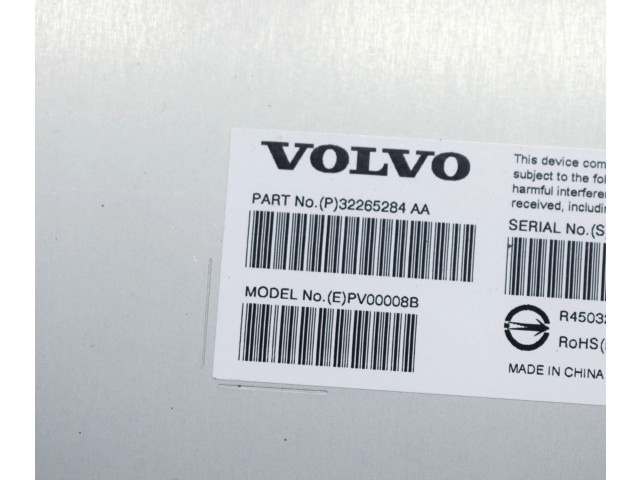 VOLVO
PART No.(P)32265284 AA
MODEL No.(E)PV00008B
This device com
subject to the fo
harmful interfere
received, includin
SERIAL No.(S)
R4503
RoHS(
MADE IN CHINA